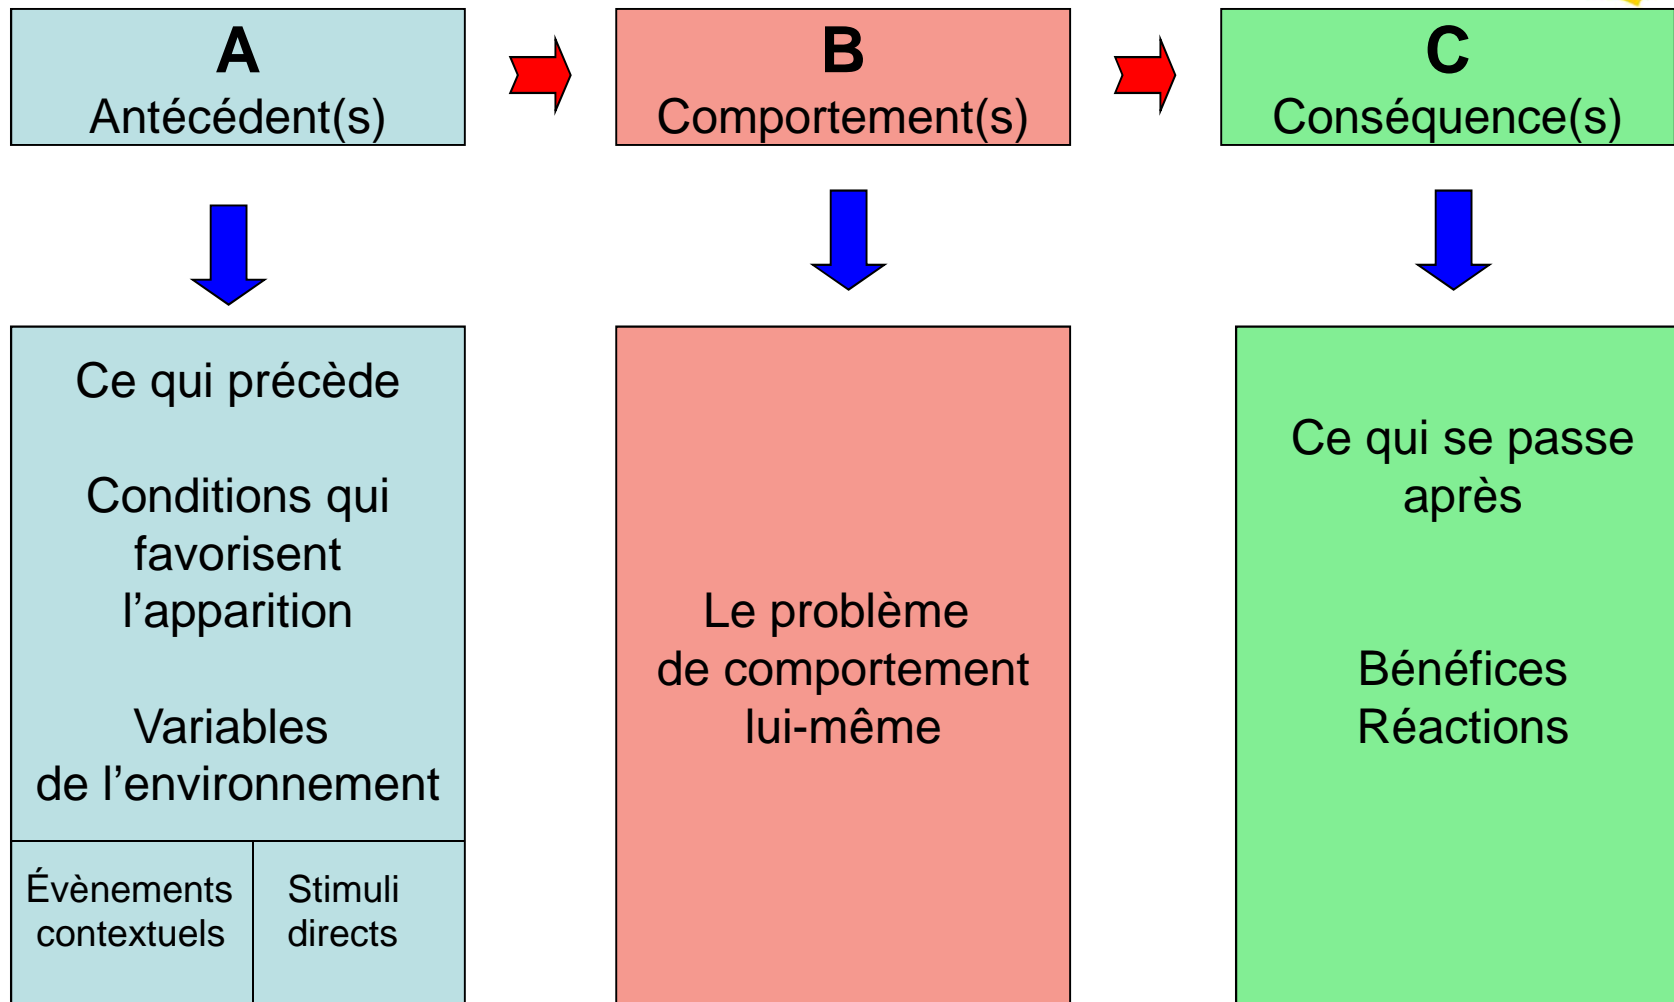 A
Antécédent(s)
B
Comportement(s)
C
Conséquence(s)
Ce qui précède
Conditions qui
favorisent
l’apparition
Variables
de l’environnement
Évènements
contextuels
Stimuli
directs
Le problème
de comportement
lui-même
Ce qui se passe
après
Bénéfices
Réactions